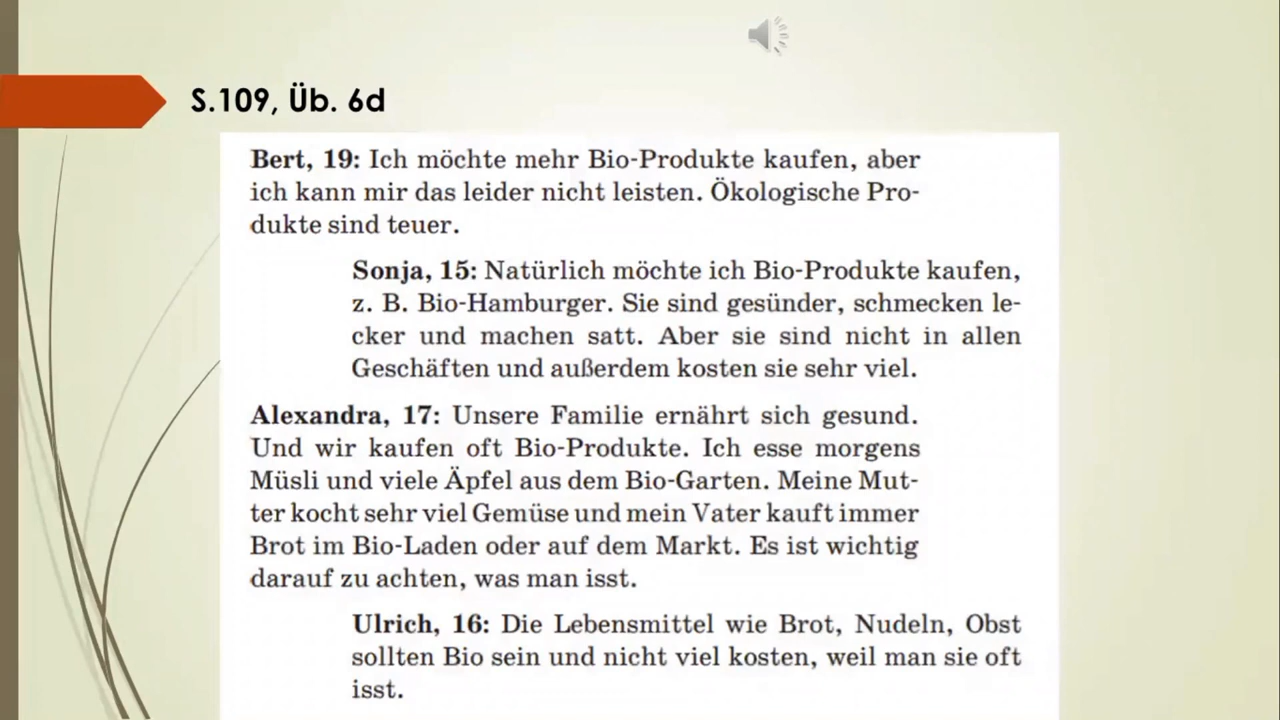 S.109, Üb. 6d
Bert, 19: Ich möchte mehr Bio-Produkte kaufen, aber
ich kann mir das leider nicht leisten. Ökologische Pro-
dukte sind teuer.
Sonja, 15: Natürlich möchte ich Bio-Produkte kaufen,
z. B. Bio-Hamburger. Sie sind gesünder, schmecken le-
cker und machen satt. Aber sie sind nicht in allen
Geschäften und außerdem kosten sie sehr viel.
Alexandra, 17: Unsere Familie ernährt sich gesund.
Und wir kaufen oft Bio-Produkte. Ich esse morgens
Müsli und viele Äpfel aus dem Bio-Garten. Meine Mut-
ter kocht sehr viel Gemüse und mein Vater kauft immer
Brot im Bio-Laden oder auf dem Markt. Es ist wichtig
darauf zu achten, was man isst.
Ulrich, 16: Die Lebensmittel wie Brot, Nudeln, Obst
sollten Bio sein und nicht viel kosten, weil man sie oft
isst.